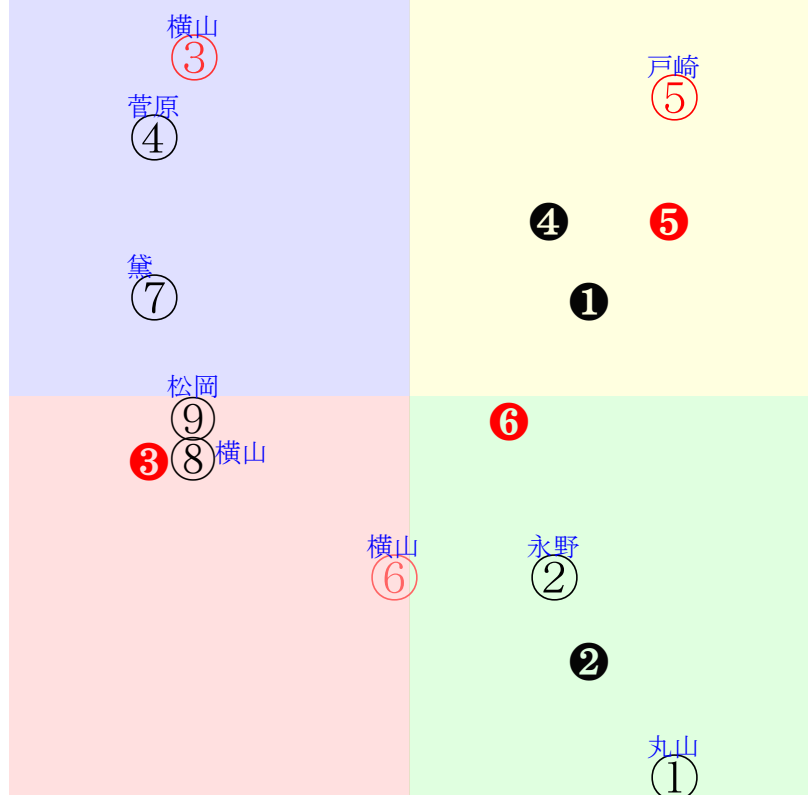 横山
③
戸崎
⑤
菅原
④
❹
❺
黛
⑦
❶
松岡
⑨
❻
❸
⑧
横山
横山
⑥
永野
②
❷
丸山
①